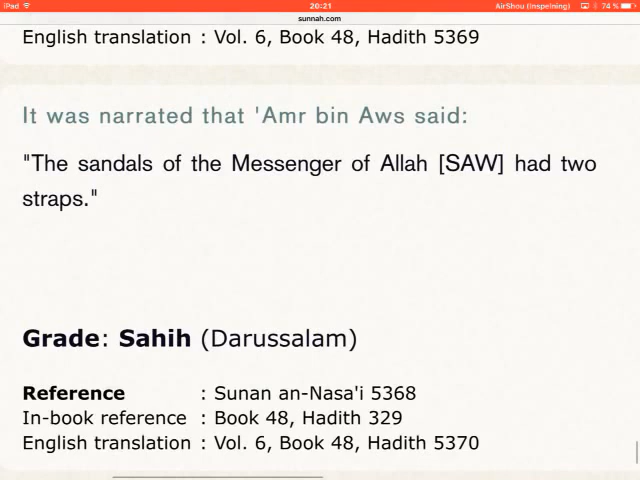 iPad 20:21 AirShou (Inspelning) 74 %
sunnah.com
English translation : Vol. 6, Book 48, Hadith 5369
It was narrated that 'Amr bin Aws said:
"The sandals of the Messenger of Allah [SAW] had two
straps."
Grade: Sahih (Darussalam)
Reference : Sunan an-Nasa'i 5368
In-book reference : Book 48, Hadith 329
English translation : Vol. 6, Book 48, Hadith 5370